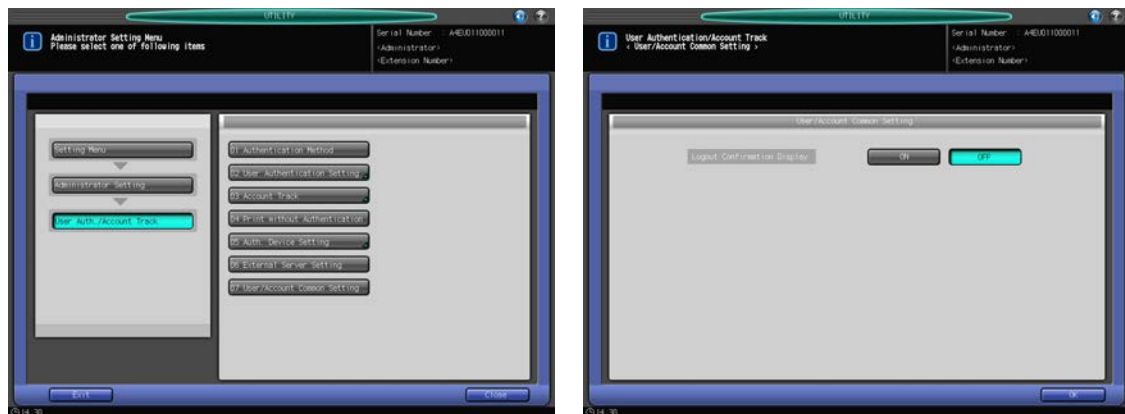 UTILITY
Administrator Setting Menu
Please select one of following items
Serial Number : A4EU011000011
<Administrator>
<Extension Number>
Setting Menu
Administrator Setting
User Auth./Account Track
01 Authentication Method
02 User Authentication Setting
03 Account Track
04 Print without Authentication
05 Auth. Device Setting
06 External Server Setting
07 User/Account Common Setting
Exit
Close
14:30
UTILITY
User Authentication/Account Track
< User/Account Common Setting >
Serial Number : A4EU011000011
<Administrator>
<Extension Number>
User/Account Common Setting
Logout Confirmation Display
ON
OFF
OK
14:30